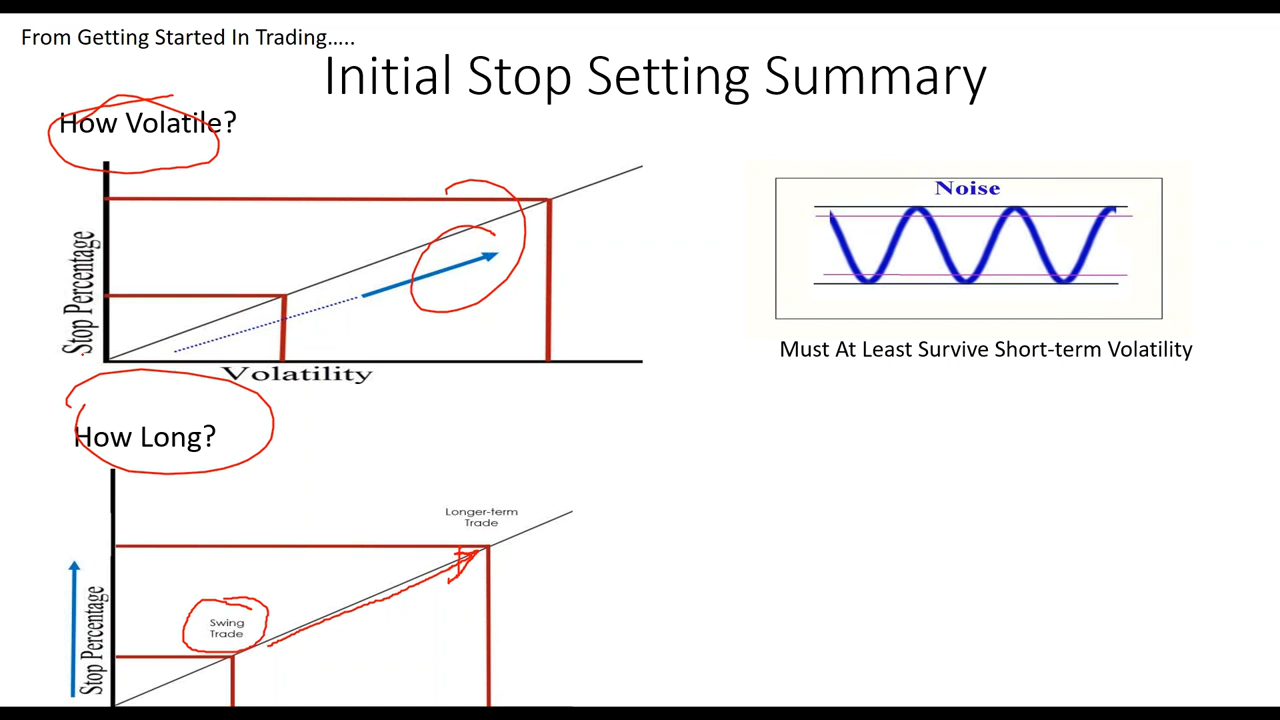 From Getting Started In Trading.....
Initial Stop Setting Summary
How Volatile?
Stop Percentage
Volatility
Noise
Must At Least Survive Short-term Volatility
How Long?
Stop Percentage
Longer-term
Trade
Swing
Trade